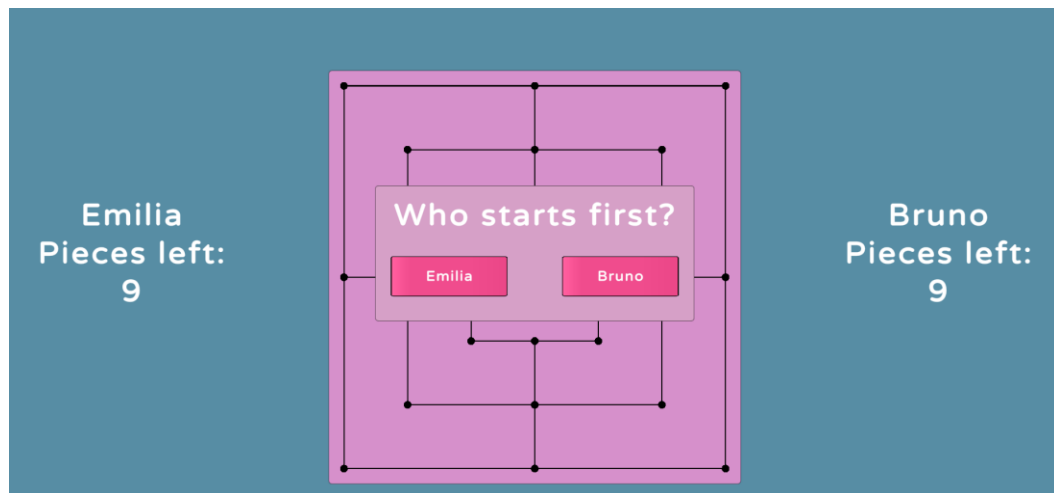 Who starts first?
Emilia
Bruno
Emilia
Pieces left:
9
Bruno
Pieces left:
9